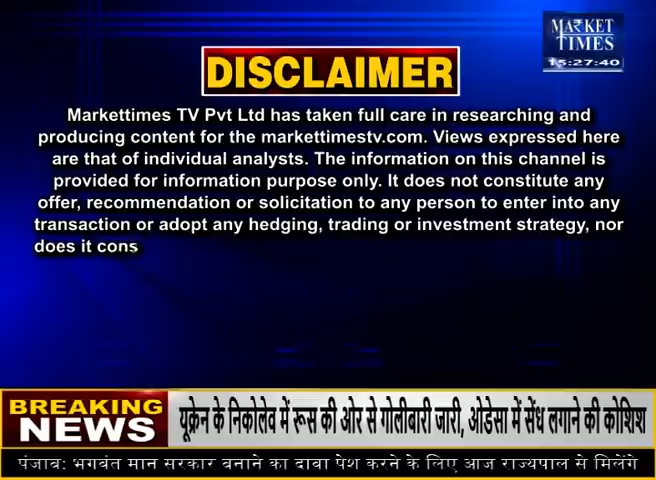 MARKET
TIMES
15:27:40
DISCLAIMER
Markettimes TV Pvt Ltd has taken full care in researching and
producing content for the markettimestv.com. Views expressed here
are that of individual analysts. The information on this channel is
provided for information purpose only. It does not constitute any
offer, recommendation or solicitation to any person to enter into any
transaction or adopt any hedging, trading or investment strategy, nor
does it cons
BREAKING
NEWS
यूक्रेन के निकोलेव में रूस की ओर से गोलीबारी जारी, ओडेसा में सेंध लगाने की कोशिश
पंजाब: भगवंत मान सरकार बनाने का दावा पेश करने के लिए आज राज्यपाल से मिलेंगे